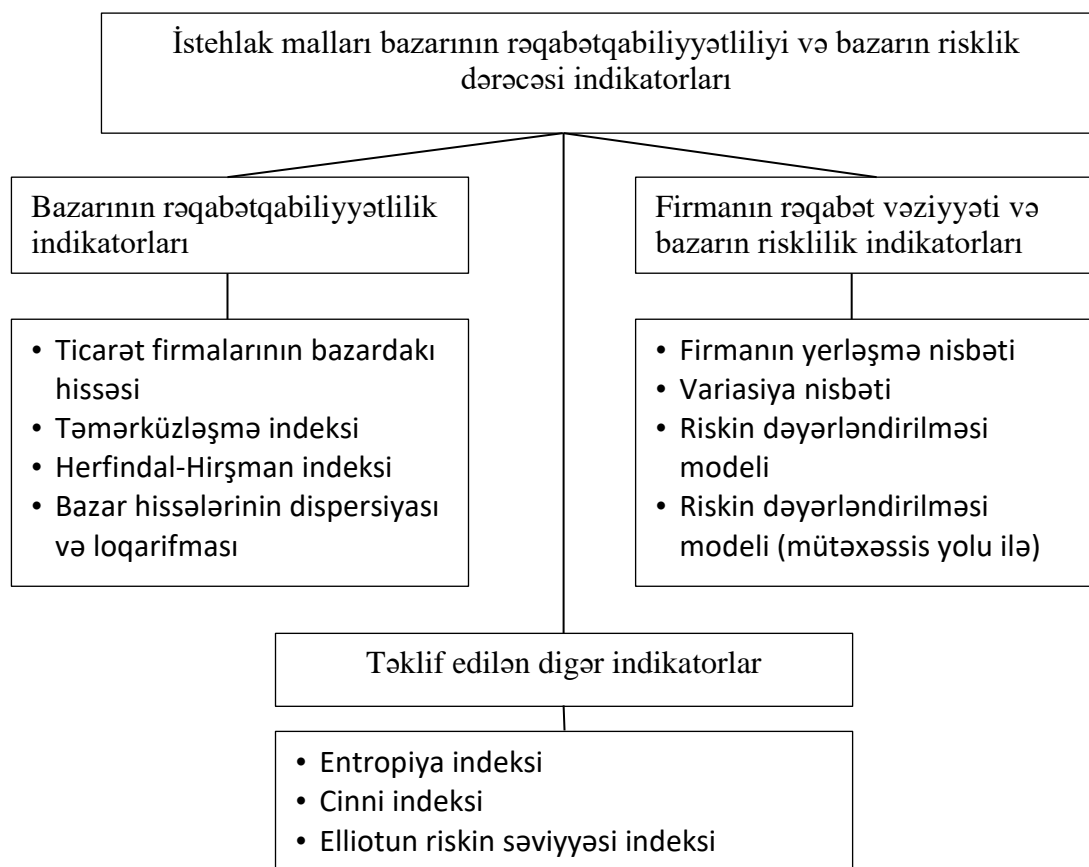 İstehlak malları bazarının rəqabətqabiliyyətliliyi və bazarın risklik
dərəcəsi indikatorları
Bazarının rəqabətqabiliyyətlilik
indikatorları
• Ticarət firmalarının bazardakı
hissəsi
• Təmərküzləşmə indeksi
• Herfindal-Hirşman indeksi
• Bazar hissələrinin dispersiyası
və loqarifması
Firmanın rəqabət vəziyyəti və
bazarın risklilik indikatorları
• Firmanın yerləşmə nisbəti
• Variasiya nisbəti
• Riskin dəyərləndirilməsi
modeli
• Riskin dəyərləndirilməsi
modeli (mütəxəssis yolu ilə)
Təklif edilən digər indikatorlar
• Entropiya indeksi
• Cinni indeksi
• Elliotun riskin səviyyəsi indeksi